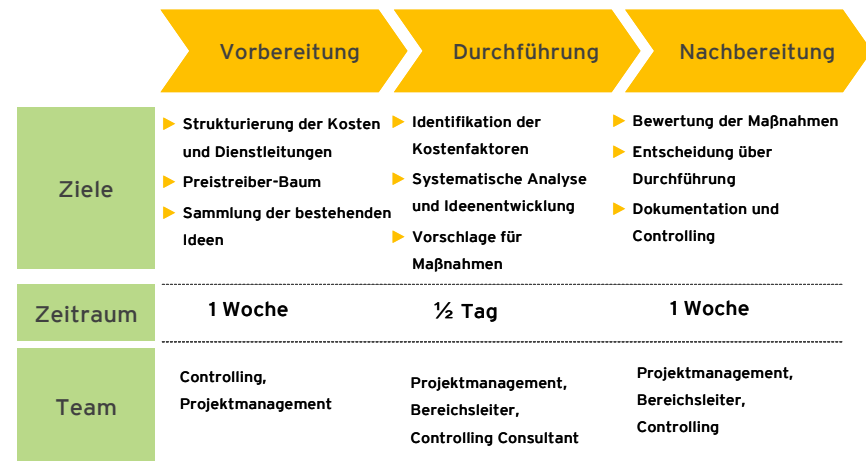 Vorbereitung
Durchführung
Nachbereitung
Ziele
Strukturierung der Kosten
und Dienstleitungen
Preistreiber-Baum
Sammlung der bestehenden
Ideen
Identifikation der
Kostenfaktoren
Systematische Analyse
und Ideenentwicklung
Vorschlage für
Maßnahmen
Bewertung der Maßnahmen
Entscheidung über
Durchführung
Dokumentation und
Controlling
Zeitraum
1 Woche
½ Tag
1 Woche
Team
Controlling,
Projektmanagement
Projektmanagement,
Bereichsleiter,
Controlling Consultant
Projektmanagement,
Bereichsleiter,
Controlling